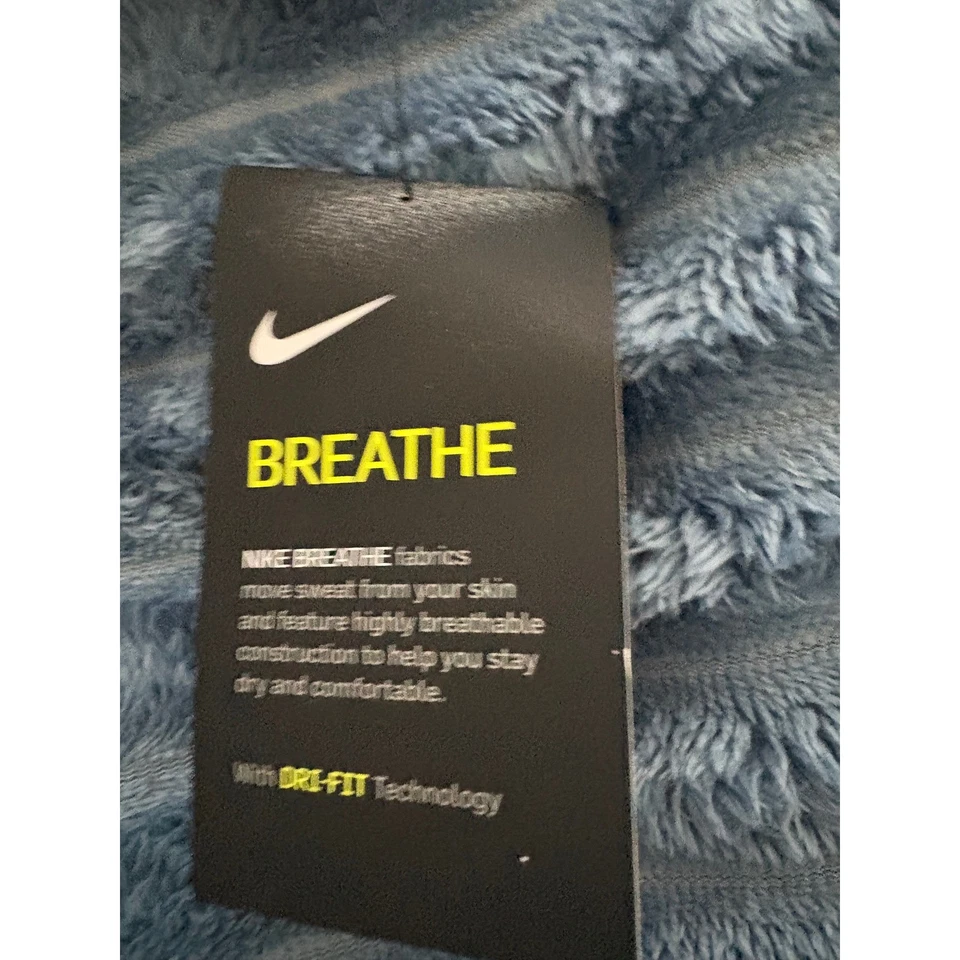 BREATHE
NIKE BREATHE fabrics
move sweat from your skin
and feature highly breathable
construction to help you stay
dry and comfortable.
With DRI-FIT Technology